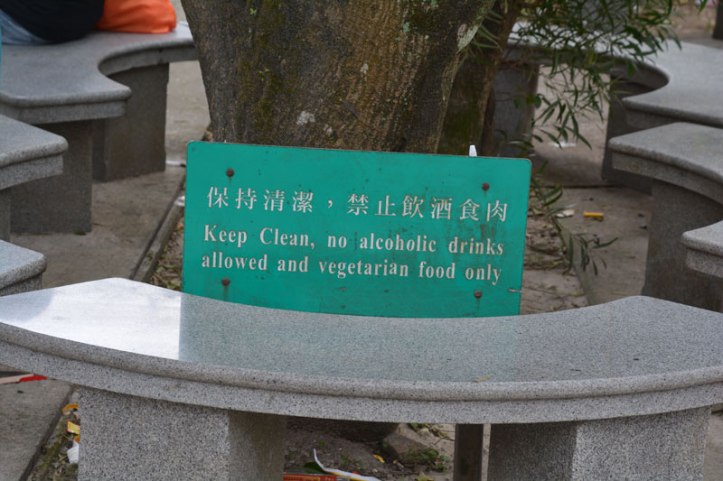 保持清潔，禁止飲酒食肉
Keep Clean, no alcoholic drinks
allowed and vegetarian food only